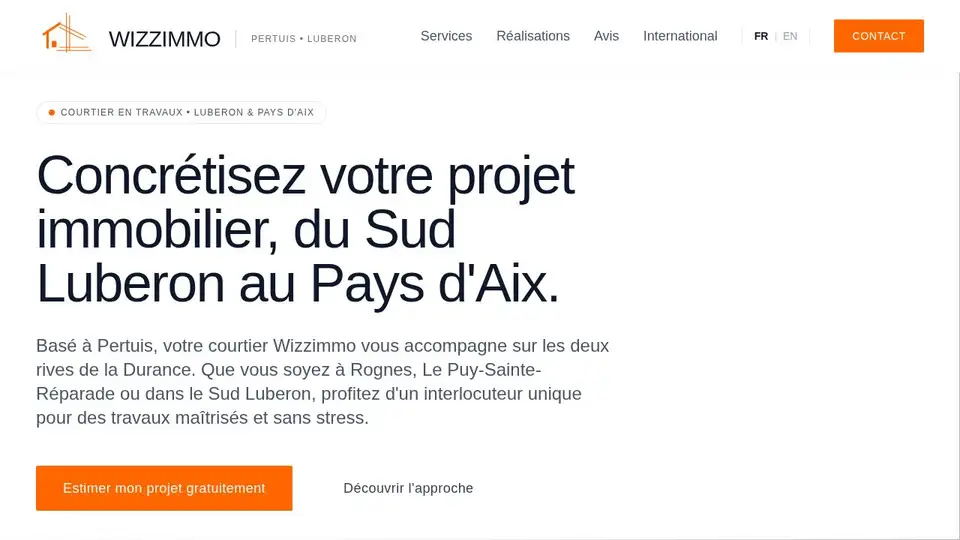 WIZZIMMO
PERTUIS • LUBERON
Services
Réalisations
Avis
International
FR | EN
CONTACT
COURTIER EN TRAVAUX • LUBERON & PAYS D'AIX
Concrétisez votre projet
immobilier, du Sud
Luberon au Pays d'Aix.
Basé à Pertuis, votre courtier Wizzimmo vous accompagne sur les deux
rives de la Durance. Que vous soyez à Rognes, Le Puy-Sainte-
Réparade ou dans le Sud Luberon, profitez d'un interlocuteur unique
pour des travaux maîtrisés et sans stress.
Estimer mon projet gratuitement
Découvrir l'approche